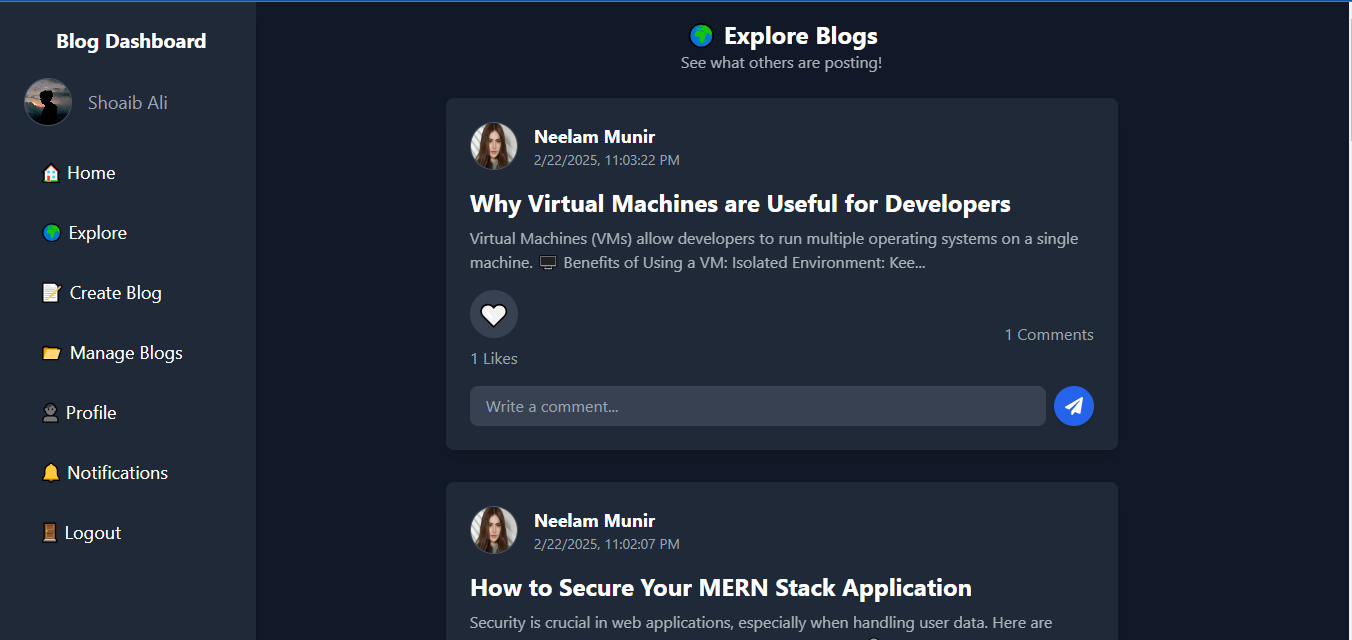 Blog Dashboard
Shoaib Ali
Home
Explore
Create Blog
Manage Blogs
Profile
Notifications
Logout
Explore Blogs
See what others are posting!
Neelam Munir
2/22/2025, 11:03:22 PM
Why Virtual Machines are Useful for Developers
Virtual Machines (VMs) allow developers to run multiple operating systems on a single
machine. 🖥️ Benefits of Using a VM: Isolated Environment: Kee...
1 Likes
1 Comments
Write a comment...
Neelam Munir
2/22/2025, 11:02:07 PM
How to Secure Your MERN Stack Application
Security is crucial in web applications, especially when handling user data. Here are